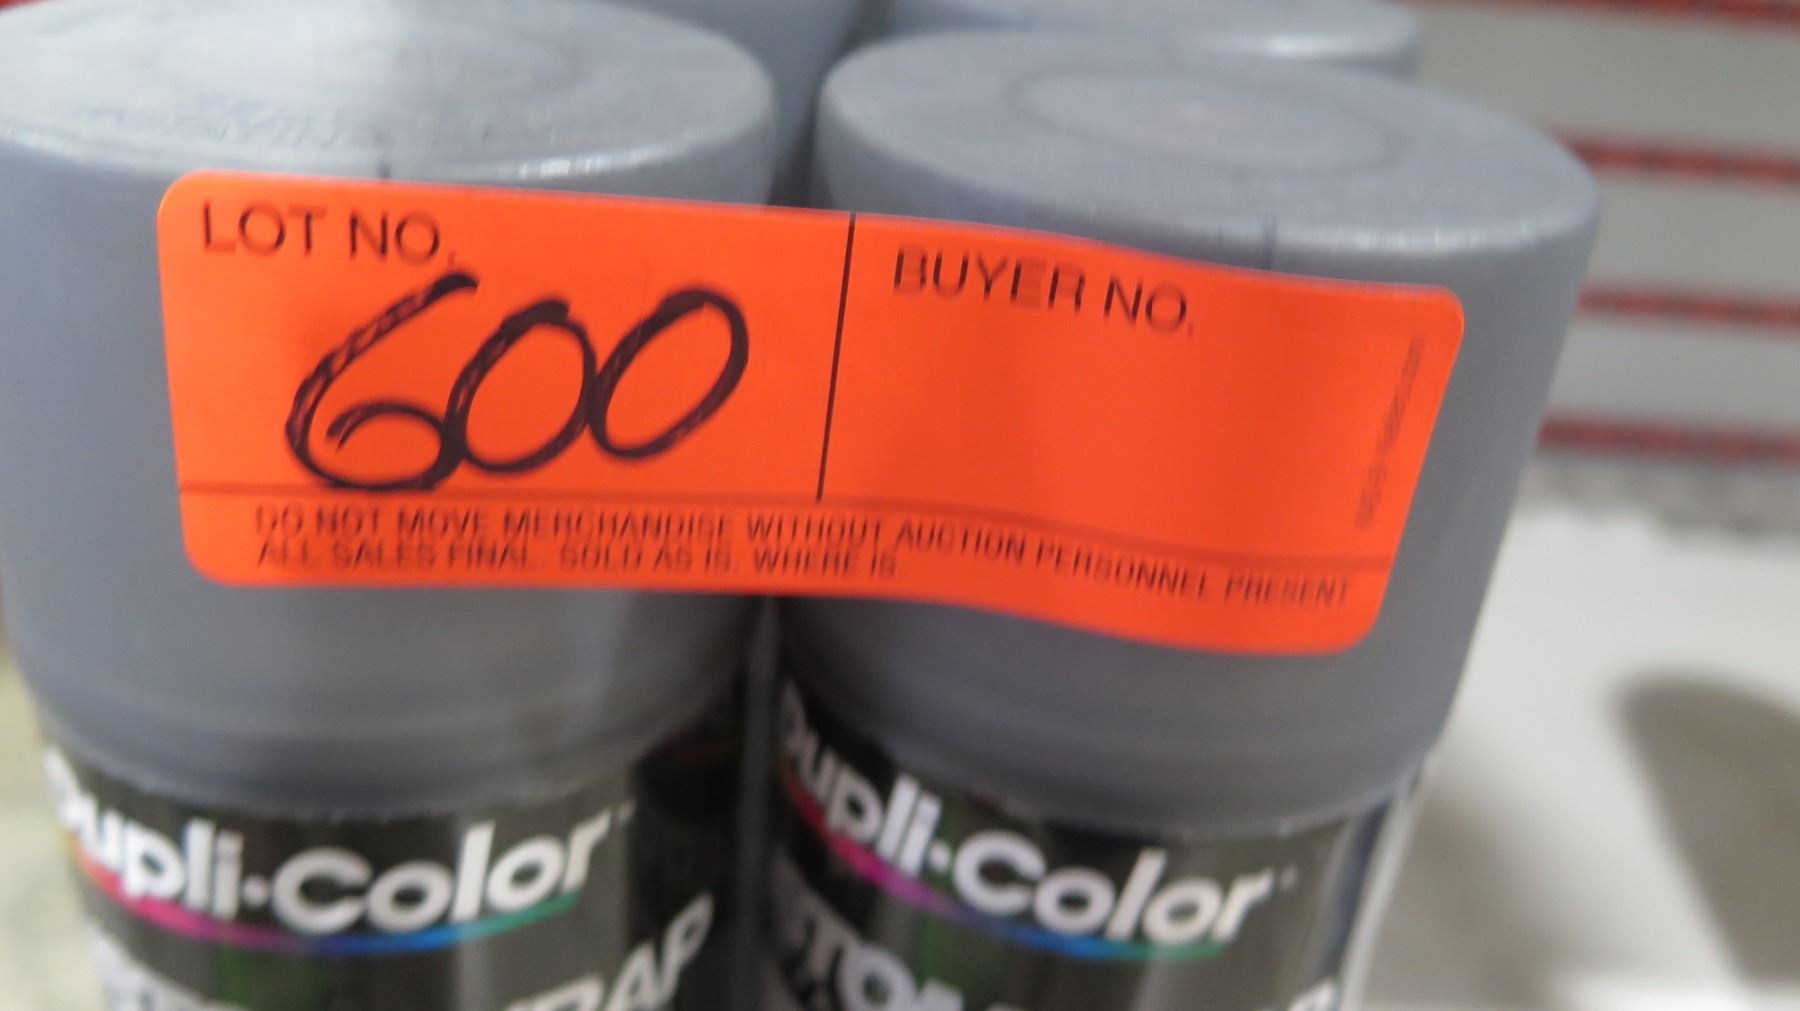 LOT NO.
BUYER NO.
600
DO NOT MOVE MERCHANDISE WITHOUT AUCTION PERSONNEL PRESENT
ALL SALES FINAL. SOLD AS IS. WHERE IS.
Dupli-Color
Dupli-Color